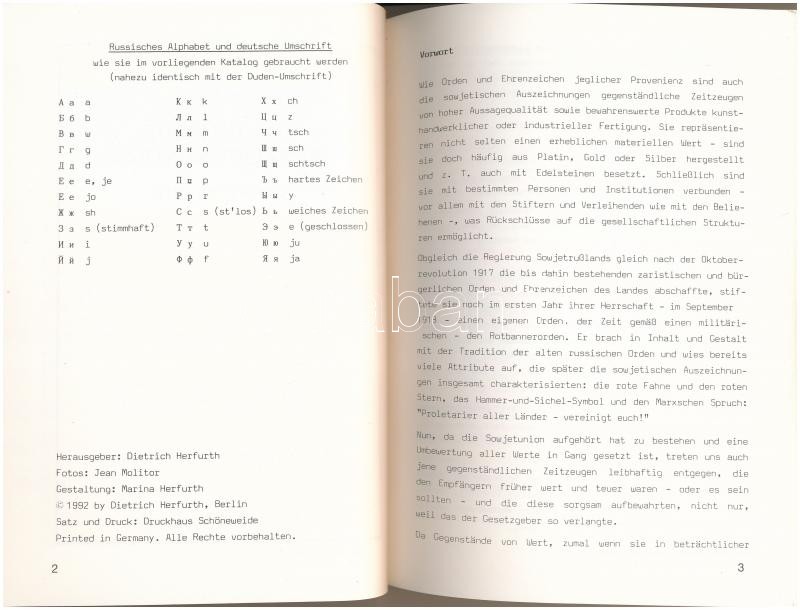 Russisches Alphabet und deutsche Umschrift
wie sie im vorliegenden Katalog gebraucht werden
(nahezu identisch mit der Duden-Umschrift)
А а a К к k Х х ch
Б б b Л л l Ц ц z
В в w М м m Ч ч tsch
Г г g Н н n Ш ш sch
Д д d О о o Щ щ schtsch
Е е e, je П п p Ъ ъ hartes Zeichen
Е е jo Р р r Ы ы y
Ж ж sh С с s (st'los) Ь ь weiches Zeichen
З з s (stimmhaft) Т т t Э э e (geschlossen)
И и i У у u Ю ю ju
Й й j Ф ф f Я я ja
Herausgeber: Dietrich Herfurth
Fotos: Jean Molitor
Gestaltung: Marina Herfurth
© 1992 by Dietrich Herfurth, Berlin
Satz und Druck: Druckhaus Schöneweide
Printed in Germany. Alle Rechte vorbehalten.
2
Vorwort
Wie Orden und Ehrenzeichen jeglicher Provenienz sind auch
die sowjetischen Auszeichnungen gegenständliche Zeitzeugen
von hoher Aussagequalität sowie bewahrenswerte Produkte kunst-
handwerklicher oder industrieller Fertigung. Sie repräsentie-
ren nicht selten einen erheblichen materiellen Wert - sind
sie doch häufig aus Platin, Gold oder Silber hergestellt
und z. T. auch mit Edelsteinen besetzt. Schließlich sind
sie mit bestimmten Personen und Institutionen verbunden -
vor allem mit den Stiftern und Verleihenden wie mit den Belie-
henen -, was Rückschlüsse auf die gesellschaftlichen Struktu-
ren ermöglicht.
Obgleich die Regierung Sowjetrußlands gleich nach der Oktober-
revolution 1917 die bis dahin bestehenden zaristischen und bür-
gerlichen Orden und Ehrenzeichen des Landes abschaffte, stif-
tete sie noch im ersten Jahr ihrer Herrschaft - im September
1918 - einen eigenen Orden, der Zeit gemäß einen militäri-
schen - den Rotbannerorden. Er brach in Inhalt und Gestalt
mit der Tradition der alten russischen Orden und wies bereits
viele Attribute auf, die später die sowjetischen Auszeichnun-
gen insgesamt charakterisierten: die rote Fahne und den roten
Stern, das Hammer-und-Sichel-Symbol und den Marxschen Spruch:
"Proletarier aller Länder - vereinigt euch!"
Nun, da die Sowjetunion aufgehört hat zu bestehen und eine
Umbewertung aller Werte in Gang gesetzt ist, treten uns auch
jene gegenständlichen Zeitzeugen leibhaftig entgegen, die
den Empfängern früher wert und teuer waren - oder es sein
sollten - und die diese sorgsam aufbewahrten, nicht nur,
weil das der Gesetzgeber so verlangte.
Da Gegenstände von Wert, zumal wenn sie in beträchtlicher
3